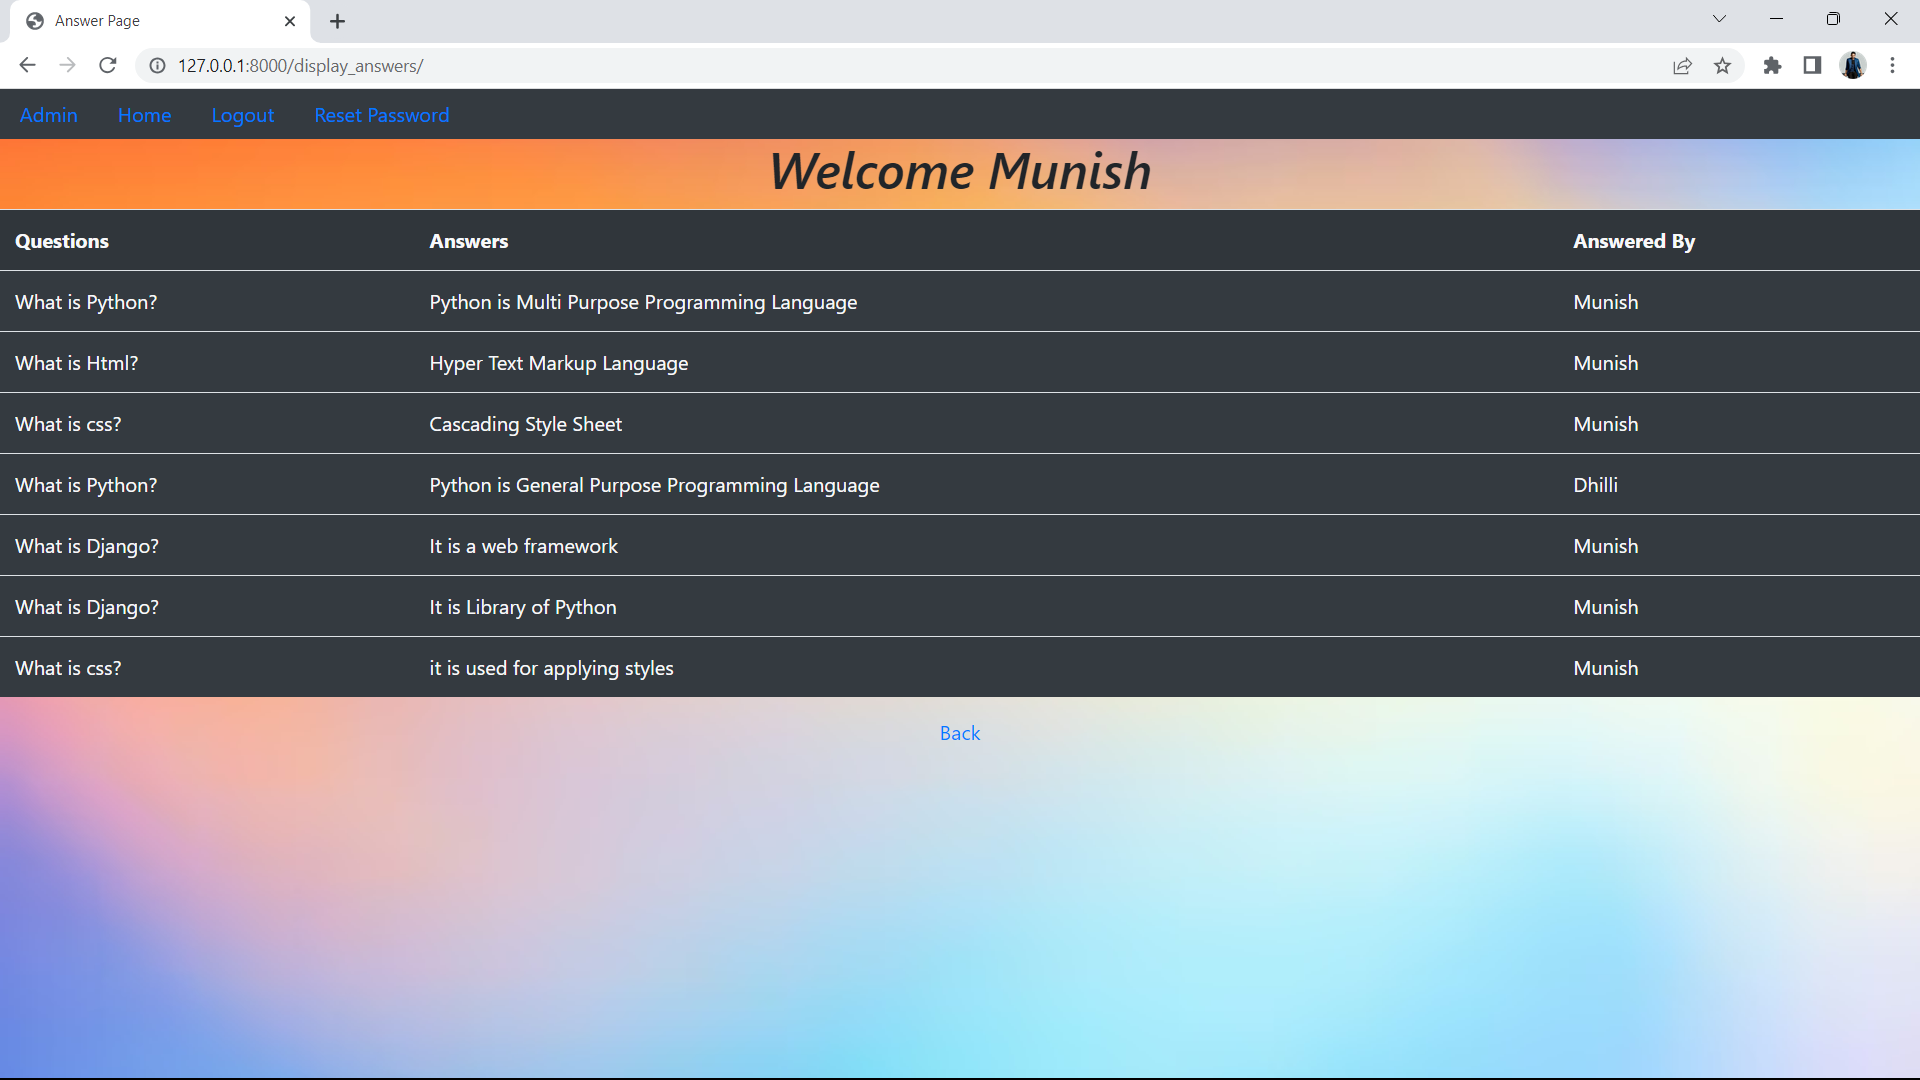 Answer Page
127.0.0.1:8000/display_answers/
Admin Home Logout Reset Password
Welcome Munish
Questions Answers Answered By
What is Python? Python is Multi Purpose Programming Language Munish
What is Html? Hyper Text Markup Language Munish
What is css? Cascading Style Sheet Munish
What is Python? Python is General Purpose Programming Language Dhilli
What is Django? It is a web framework Munish
What is Django? It is Library of Python Munish
What is css? it is used for applying styles Munish
Back